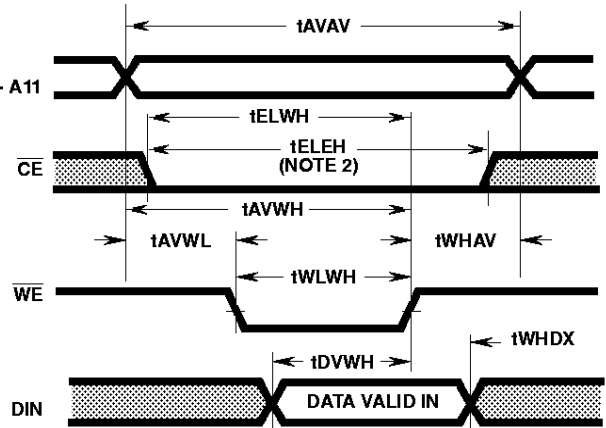 tAVAV
- A11
tELWH
tELEH
(NOTE 2)
CE
tAVWH
tAVWL
tWHAV
tWLWH
WE
tWHDX
tDVWH
DIN
DATA VALID IN